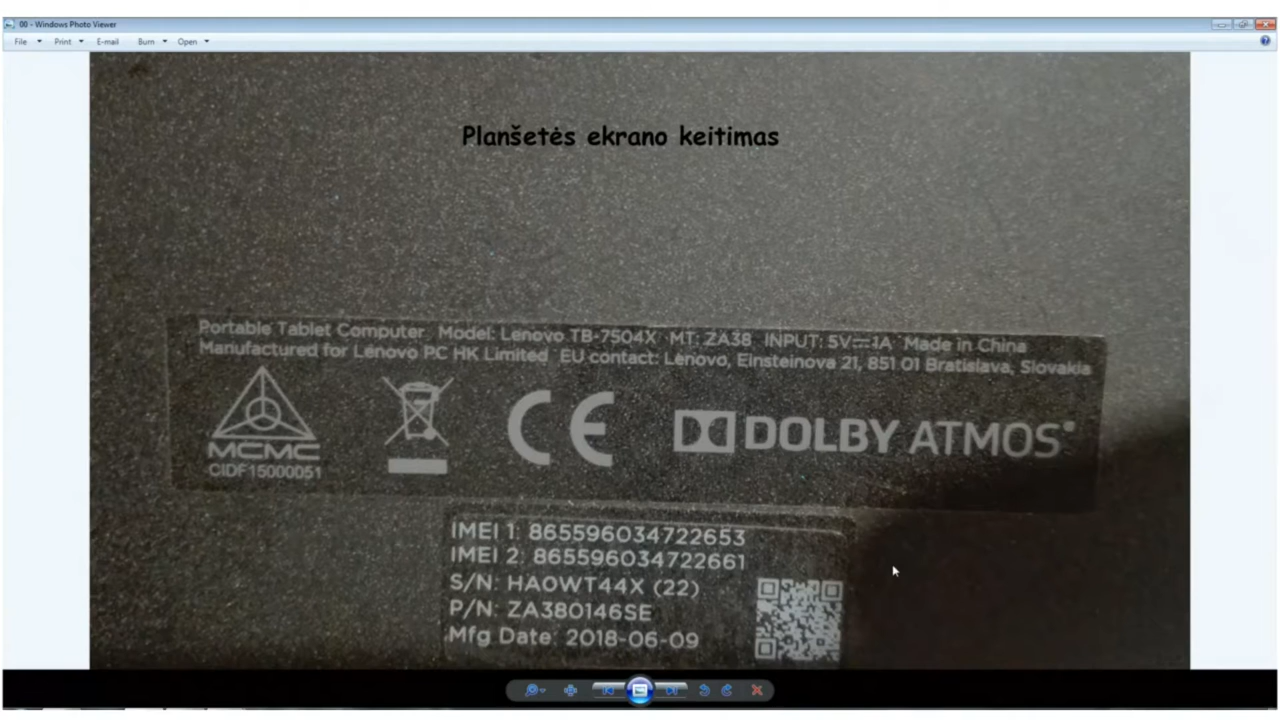 00 - Windows Photo Viewer
File Print E-mail Burn Open
Planšetės ekrano keitimas
Portable Tablet Computer Model: Lenovo TB-7504X MT: ZA38 INPUT: 5V⎓1A Made in China
Manufactured for Lenovo PC HK Limited EU contact: Lenovo, Einsteinova 21, 851 01 Bratislava, Slovakia
MCMC
CIDF15000051
CE
DOLBY ATMOS®
IMEI 1: 865596034722653
IMEI 2: 865596034722661
S/N: HA0WT44X (22)
P/N: ZA380146SE
Mfg Date: 2018-06-09